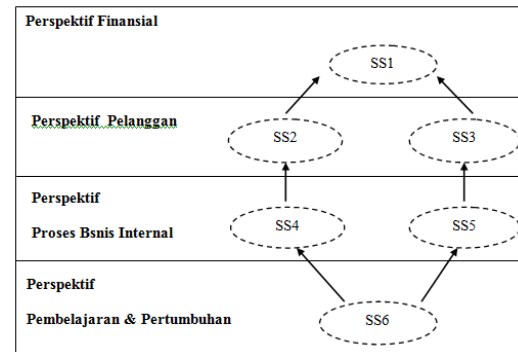 Perspektif Finansial
SS1
Perspektif Pelanggan
SS2
SS3
Perspektif
Proses Bsnis Internal
SS4
SS5
Perspektif
Pembelajaran & Pertumbuhan
SS6